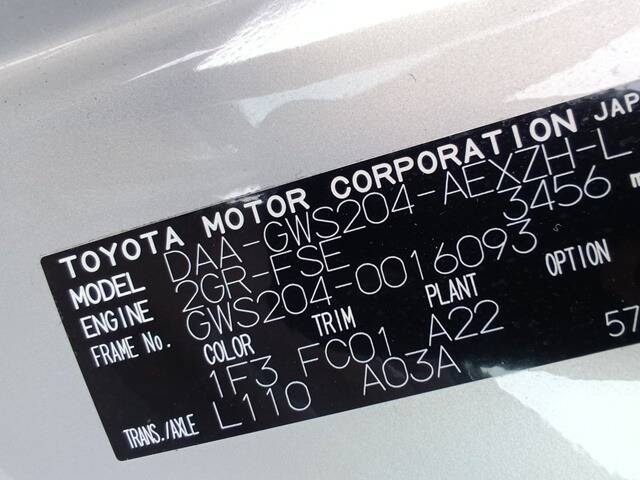 TOYOTA MOTOR CORPORATION JAP
MODEL DAA-GWS204-AEXZH-L
ENGINE 2GR-FSE 3456 m
FRAME No. GWS204-0016093
COLOR TRIM PLANT OPTION
1F3 FC01 A22 57
TRANS./AXLE L110 A03A